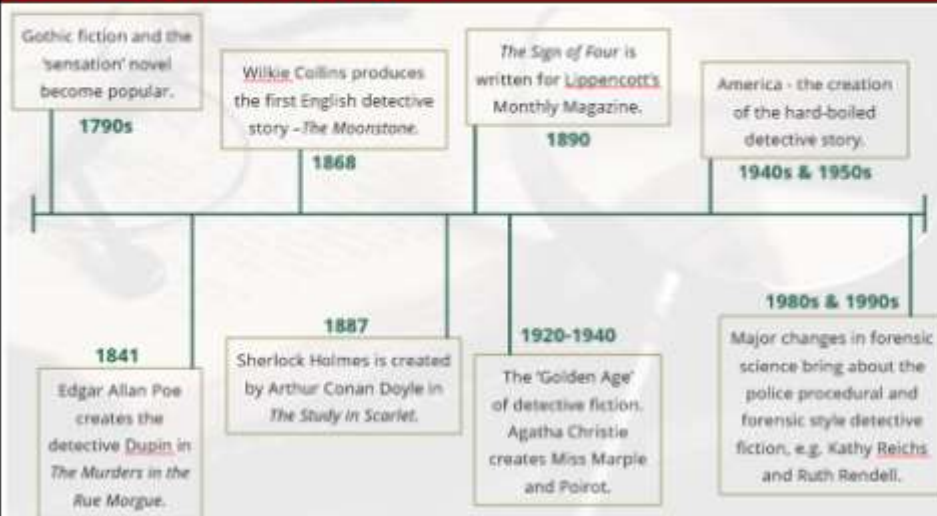 Gothic fiction and the
'sensation' novel
become popular.
1790s
1841
Edgar Allan Poe
creates the
detective Dupin in
The Murders in the
Rue Morgue.
Wilkie Collins produces
the first English detective
story –The Moonstone.
1868
1887
Sherlock Holmes is created
by Arthur Conan Doyle in
The Study in Scarlet.
The Sign of Four is
written for Lippencott's
Monthly Magazine.
1890
1920-1940
The 'Golden Age'
of detective fiction.
Agatha Christie
creates Miss Marple
and Poirot.
America - the creation
of the hard-boiled
detective story.
1940s & 1950s
1980s & 1990s
Major changes in forensic
science bring about the
police procedural and
forensic style detective
fiction, e.g. Kathy Reichs
and Ruth Rendell.